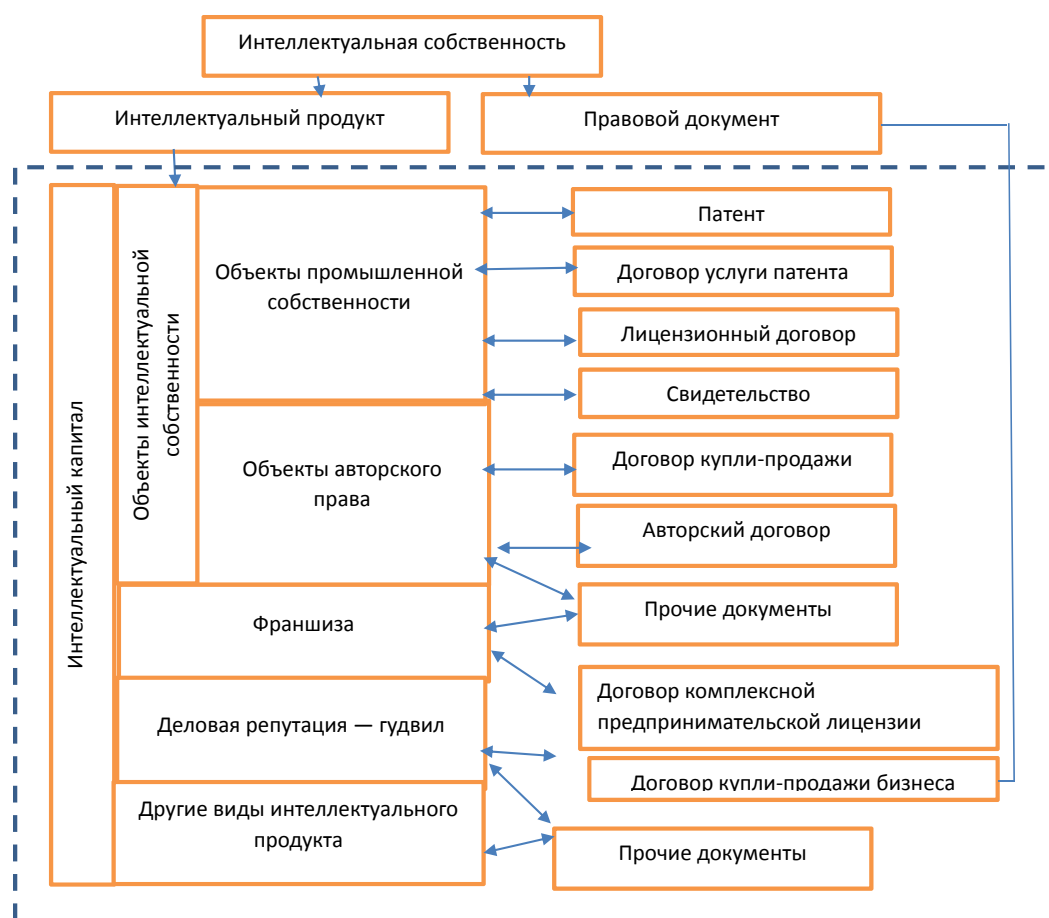 Интеллектуальная собственность
Интеллектуальный продукт
Правовой документ
Интеллектуальный капитал
Объекты интеллектуальной
собственности
Объекты промышленной
собственности
Патент
Договор услуги патента
Лицензионный договор
Свидетельство
Объекты авторского
права
Договор купли-продажи
Авторский договор
Прочие документы
Франшиза
Договор комплексной
предпринимательской лицензии
Деловая репутация — гудвил
Договор купли-продажи бизнеса
Другие виды интеллектуального
продукта
Прочие документы